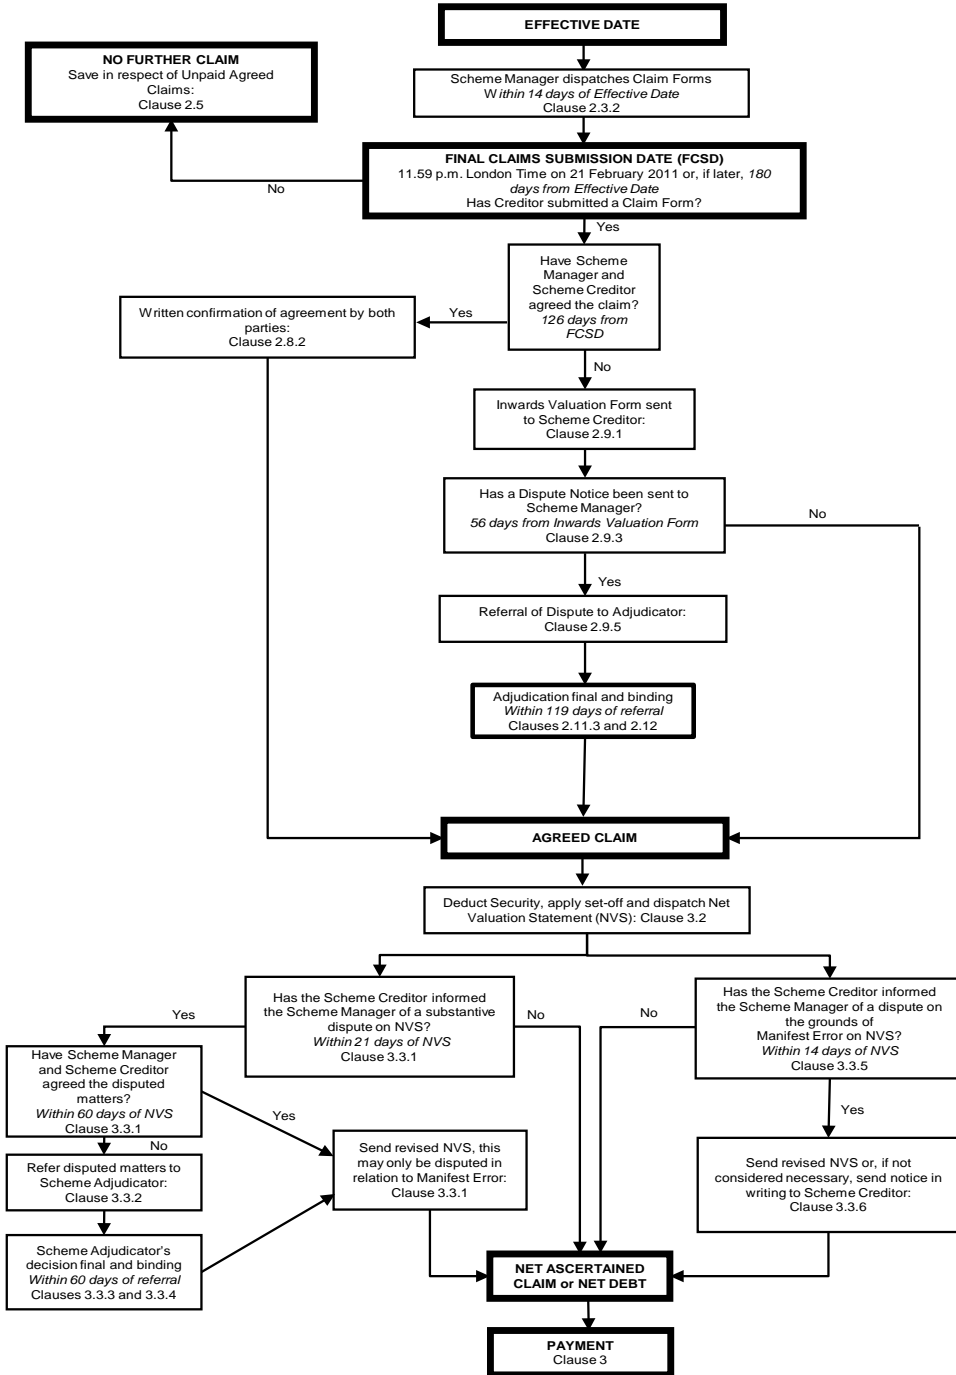 EFFECTIVE DATE
NO FURTHER CLAIM
Save in respect of Unpaid Agreed
Claims:
Clause 2.5
Scheme Manager dispatches Claim Forms
Within 14 days of Effective Date
Clause 2.3.2
FINAL CLAIMS SUBMISSION DATE (FCSD)
11.59 p.m. London Time on 21 February 2011 or, if later, 180
days from Effective Date
Has Creditor submitted a Claim Form?
No
Yes
Have Scheme
Manager and
Scheme Creditor
agreed the claim?
126 days from
FCSD
Yes
Written confirmation of agreement by both
parties:
Clause 2.8.2
No
Inwards Valuation Form sent
to Scheme Creditor:
Clause 2.9.1
Has a Dispute Notice been sent to
Scheme Manager?
56 days from Inwards Valuation Form
Clause 2.9.3
No
Yes
Referral of Dispute to Adjudicator:
Clause 2.9.5
Adjudication final and binding
Within 119 days of referral
Clauses 2.11.3 and 2.12
AGREED CLAIM
Deduct Security, apply set-off and dispatch Net
Valuation Statement (NVS): Clause 3.2
Has the Scheme Creditor informed
the Scheme Manager of a substantive
dispute on NVS?
Within 21 days of NVS
Clause 3.3.1
Yes
No
Has the Scheme Creditor informed
the Scheme Manager of a dispute on
the grounds of
Manifest Error on NVS?
Within 14 days of NVS
Clause 3.3.5
No
Yes
Have Scheme Manager
and Scheme Creditor
agreed the disputed
matters?
Within 60 days of NVS
Clause 3.3.1
Yes
No
Refer disputed matters to
Scheme Adjudicator:
Clause 3.3.2
Scheme Adjudicator's
decision final and binding
Within 60 days of referral
Clauses 3.3.3 and 3.3.4
Send revised NVS, this
may only be disputed in
relation to Manifest Error:
Clause 3.3.1
Send revised NVS or, if not
considered necessary, send notice in
writing to Scheme Creditor:
Clause 3.3.6
NET ASCERTAINED
CLAIM or NET DEBT
PAYMENT
Clause 3